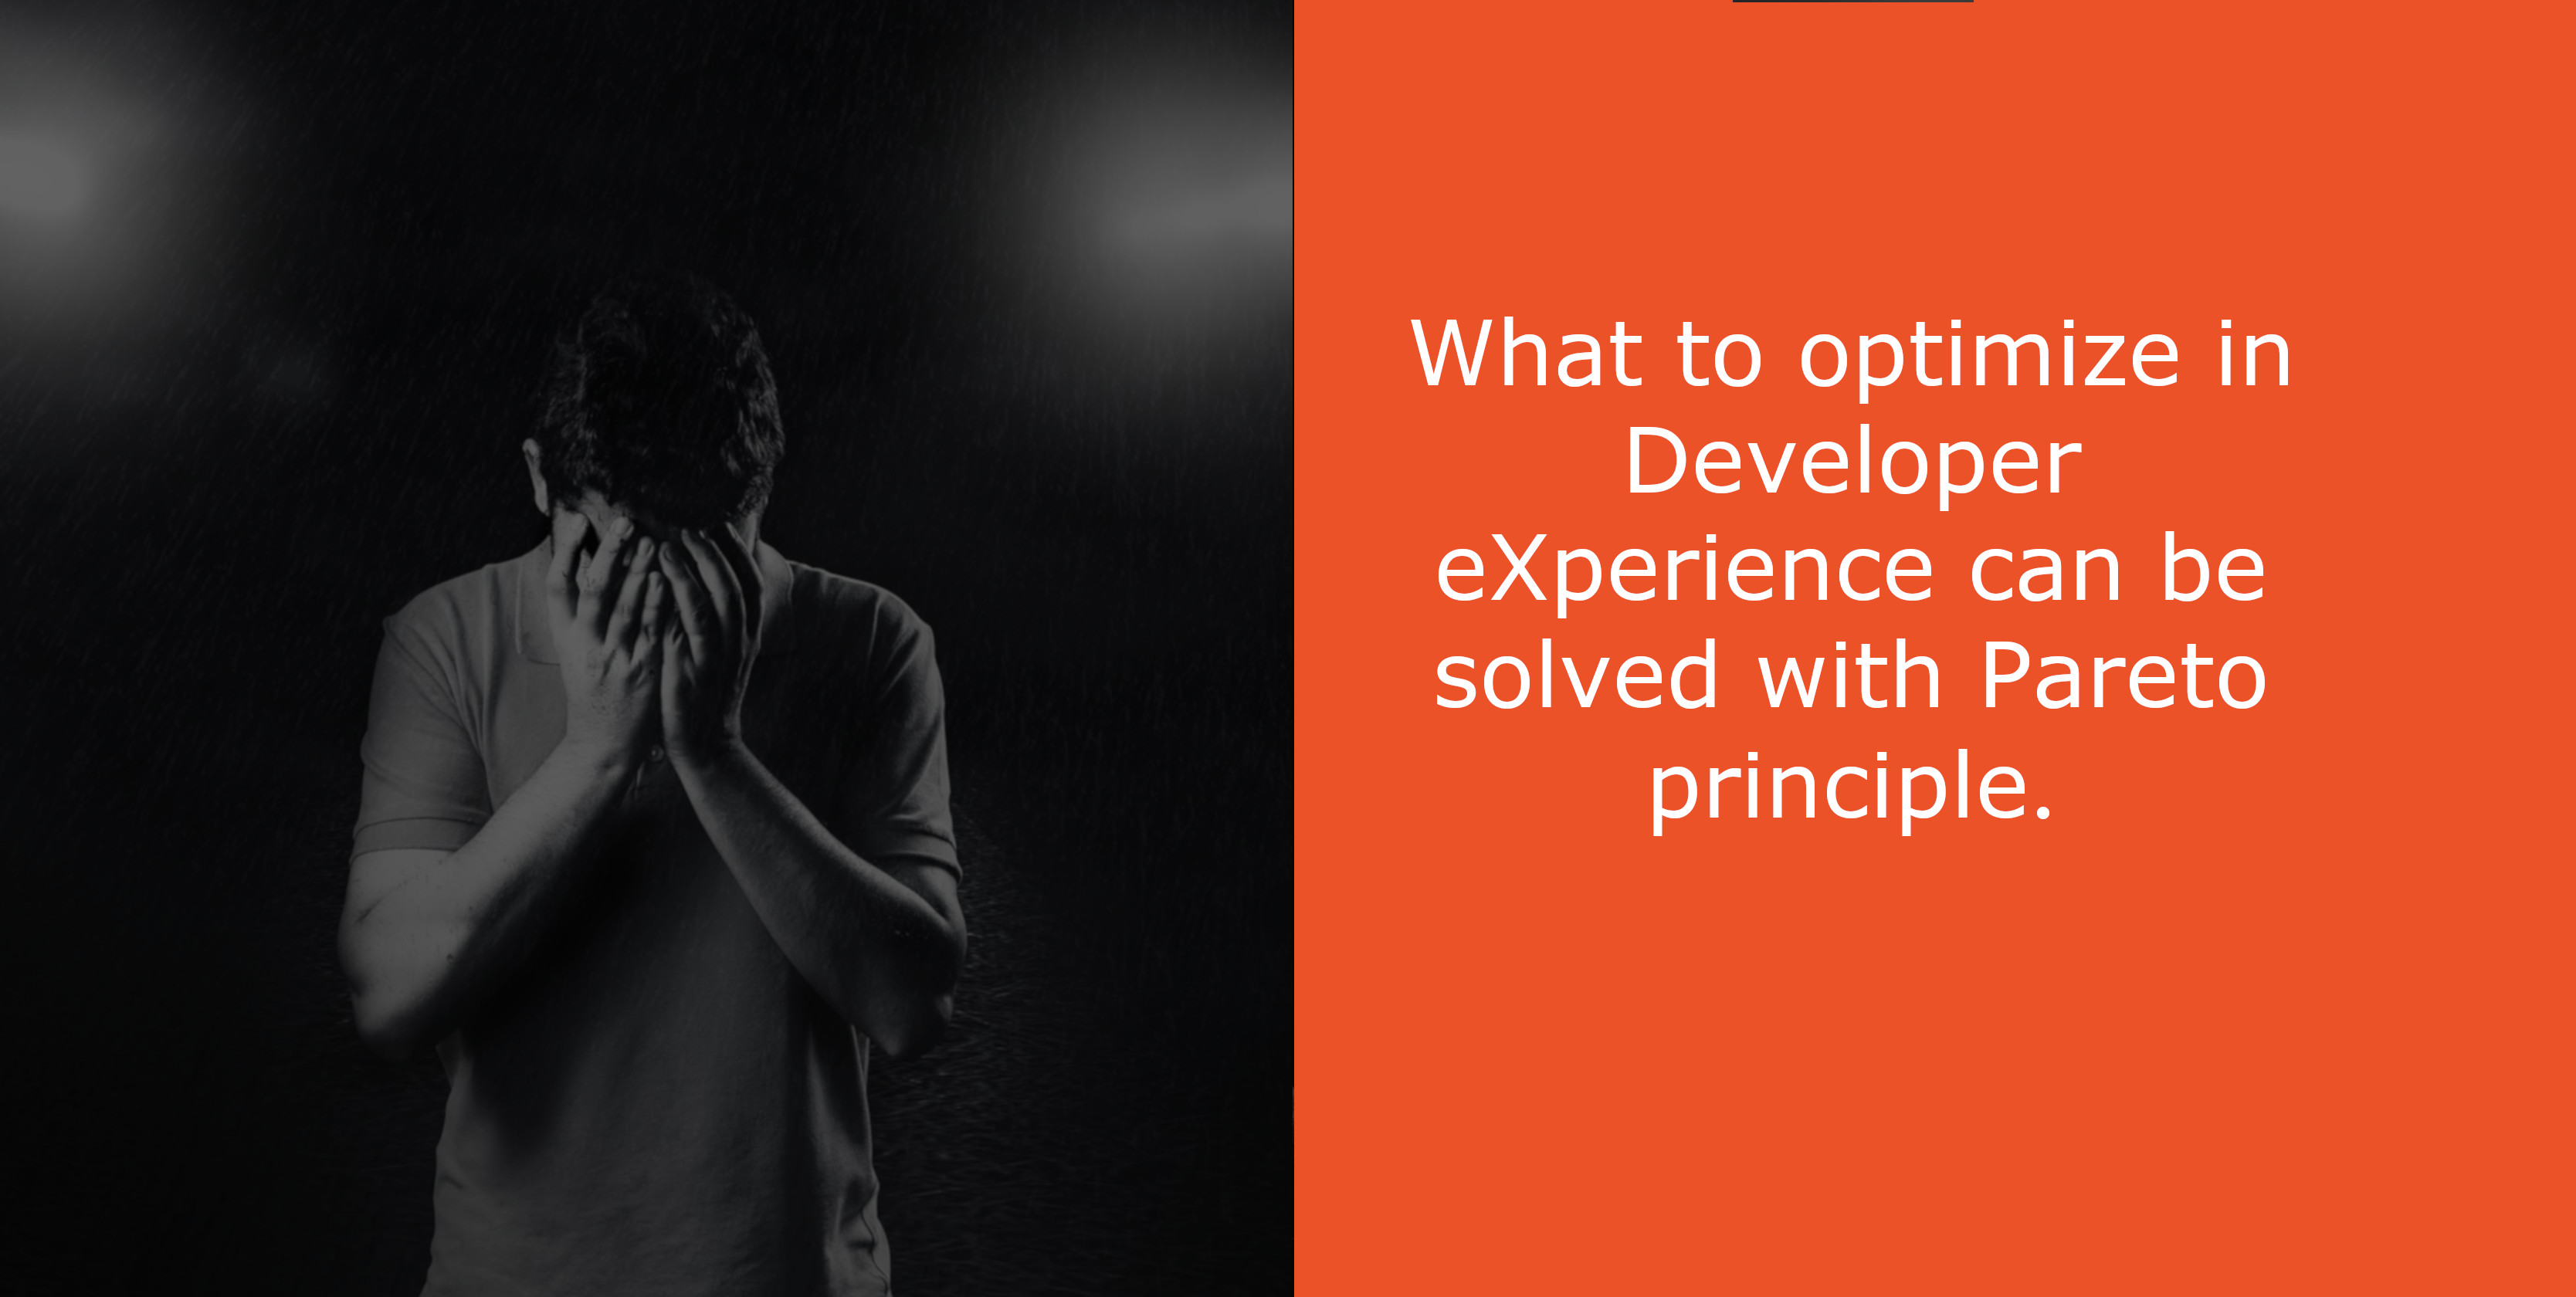 What to optimize in
Developer
eXperience can be
solved with Pareto
principle.